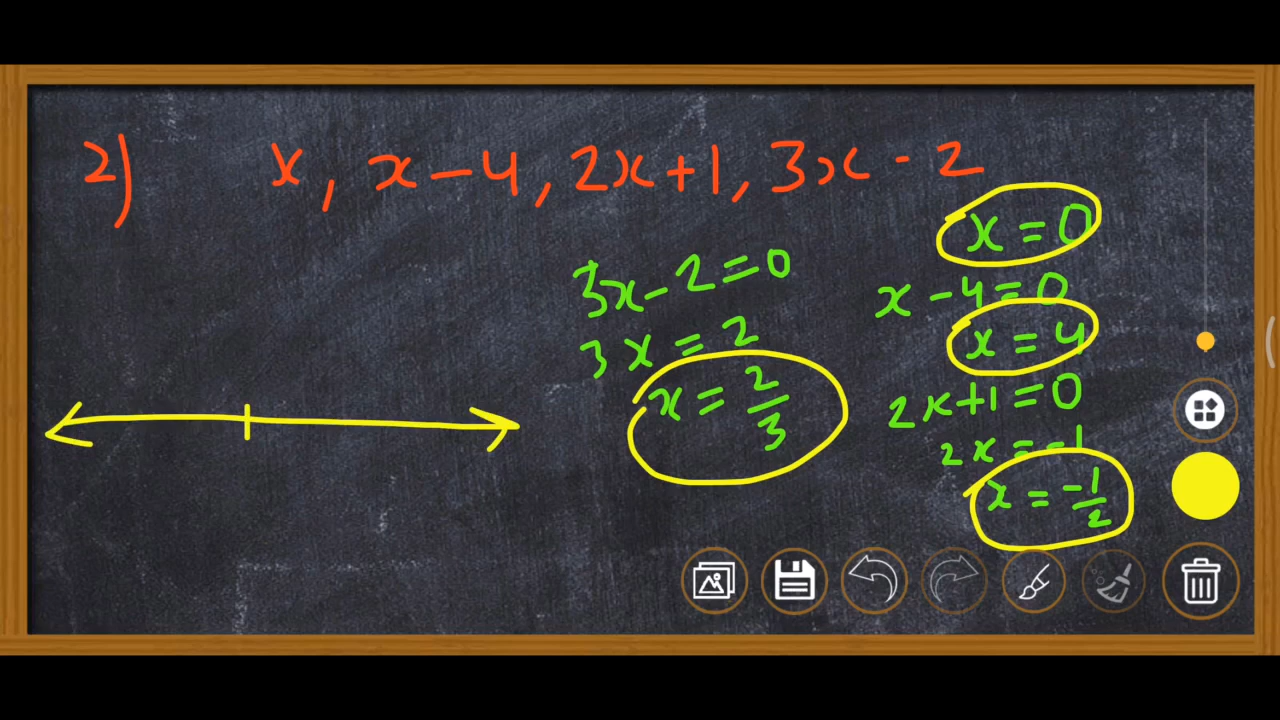 2) x, x-4, 2x+1, 3x-2
3x-2=0
3x=2
x=2/3
x=0
x-4=0
x=4
2x+1=0
2x=-1
x=-1/2